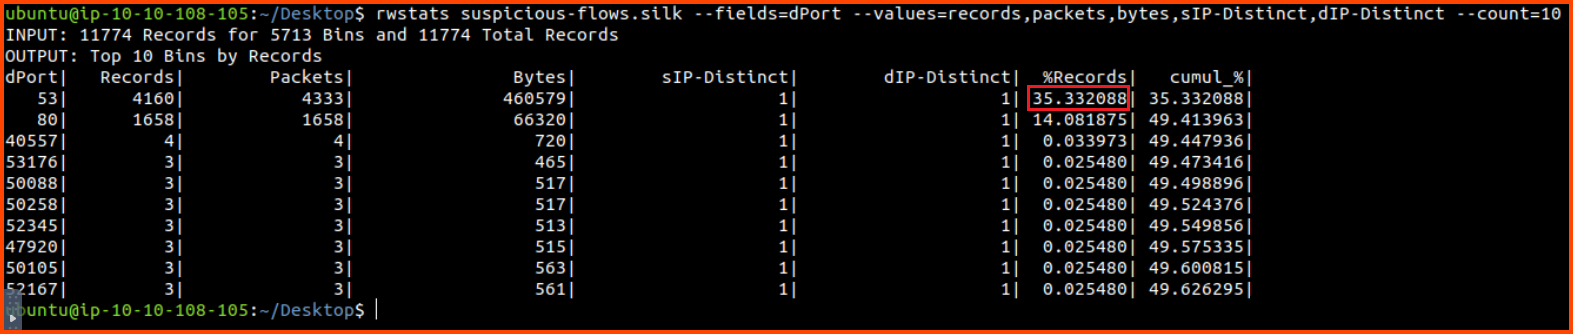 ubuntu@ip-10-10-108-105:~/Desktop$ rwstats suspicious-flows.silk --fields=dPort --values=records,packets,bytes,sIP-Distinct,dIP-Distinct --count=10
INPUT: 11774 Records for 5713 Bins and 11774 Total Records
OUTPUT: Top 10 Bins by Records
dPort| Records| Packets| Bytes| sIP-Distinct| dIP-Distinct| %Records| cumul_%|
53| 4160| 4333| 460579| 1| 1| 35.332088| 35.332088|
80| 1658| 1658| 66320| 1| 1| 14.081875| 49.413963|
40557| 4| 4| 720| 1| 1| 0.033973| 49.447936|
53176| 3| 3| 465| 1| 1| 0.025480| 49.473416|
50088| 3| 3| 517| 1| 1| 0.025480| 49.498896|
50258| 3| 3| 517| 1| 1| 0.025480| 49.524376|
52345| 3| 3| 513| 1| 1| 0.025480| 49.549856|
47920| 3| 3| 515| 1| 1| 0.025480| 49.575335|
50105| 3| 3| 563| 1| 1| 0.025480| 49.600815|
52167| 3| 3| 561| 1| 1| 0.025480| 49.626295|
ubuntu@ip-10-10-108-105:~/Desktop$